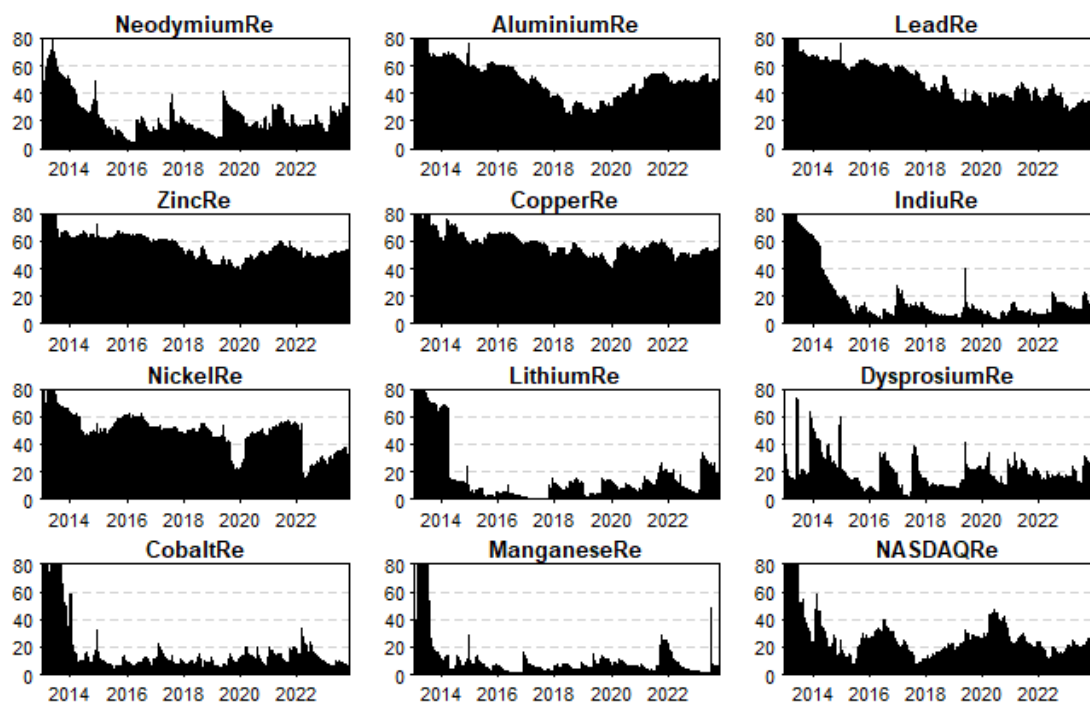 NeodymiumRe AluminiumRe LeadRe
80 80 80
60 60 60
40 40 40
20 20 20
0 0 0
2014 2016 2018 2020 2022 2014 2016 2018 2020 2022 2014 2016 2018 2020 2022
ZincRe CopperRe IndiuRe
80 80 80
60 60 60
40 40 40
20 20 20
0 0 0
2014 2016 2018 2020 2022 2014 2016 2018 2020 2022 2014 2016 2018 2020 2022
NickelRe LithiumRe DysprosiumRe
80 80 80
60 60 60
40 40 40
20 20 20
0 0 0
2014 2016 2018 2020 2022 2014 2016 2018 2020 2022 2014 2016 2018 2020 2022
CobaltRe ManganeseRe NASDAQRe
80 80 80
60 60 60
40 40 40
20 20 20
0 0 0
2014 2016 2018 2020 2022 2014 2016 2018 2020 2022 2014 2016 2018 2020 2022